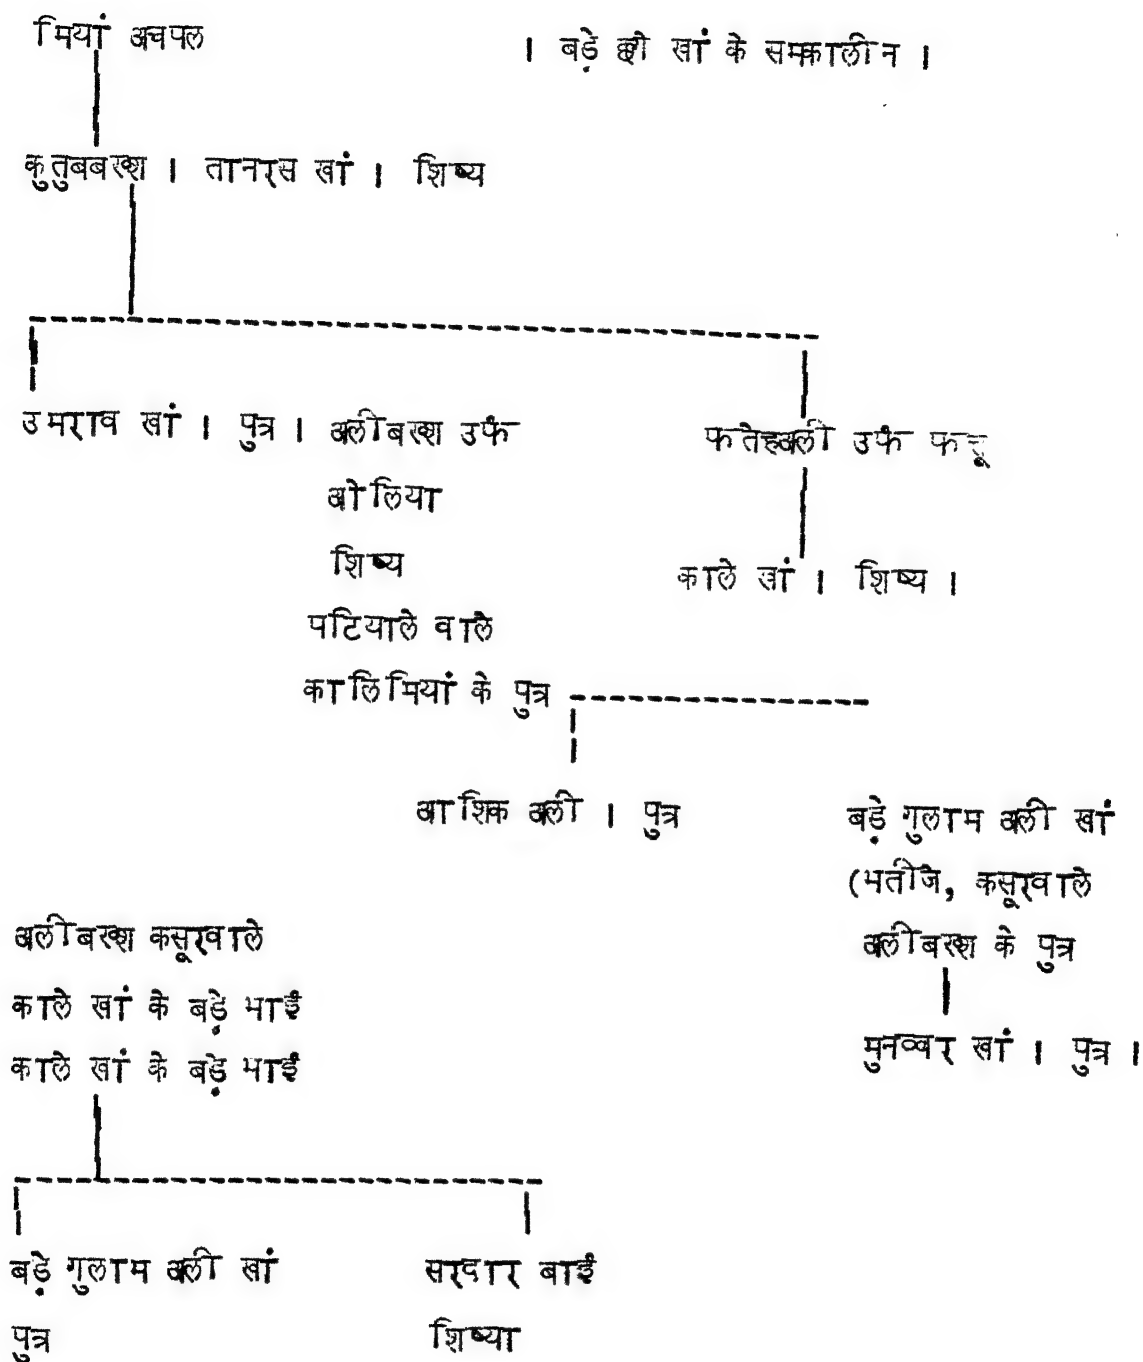 मियां अचपल । बड़े ह्री खां के समकालीन ।
कुतुबबख्श । तानरस खां । शिष्य
उमराव खां । पुत्र । अलीबख्श उर्फ फतेहअली उर्फ फत्तू
ओलिया
शिष्य काले खां । शिष्य ।
पटियाले वाले
कालिमियां के पुत्र
आशिक अली । पुत्र बड़े गुलाम अली खां
(भतीजे, कसूरवाले
अलीबख्श कसूरवाले अलीबख्श के पुत्र
काले खां के बड़े भाई
काले खां के बड़े भाई मुनव्वर खां । पुत्र ।
बड़े गुलाम अली खां सरदार बाई
पुत्र शिष्या